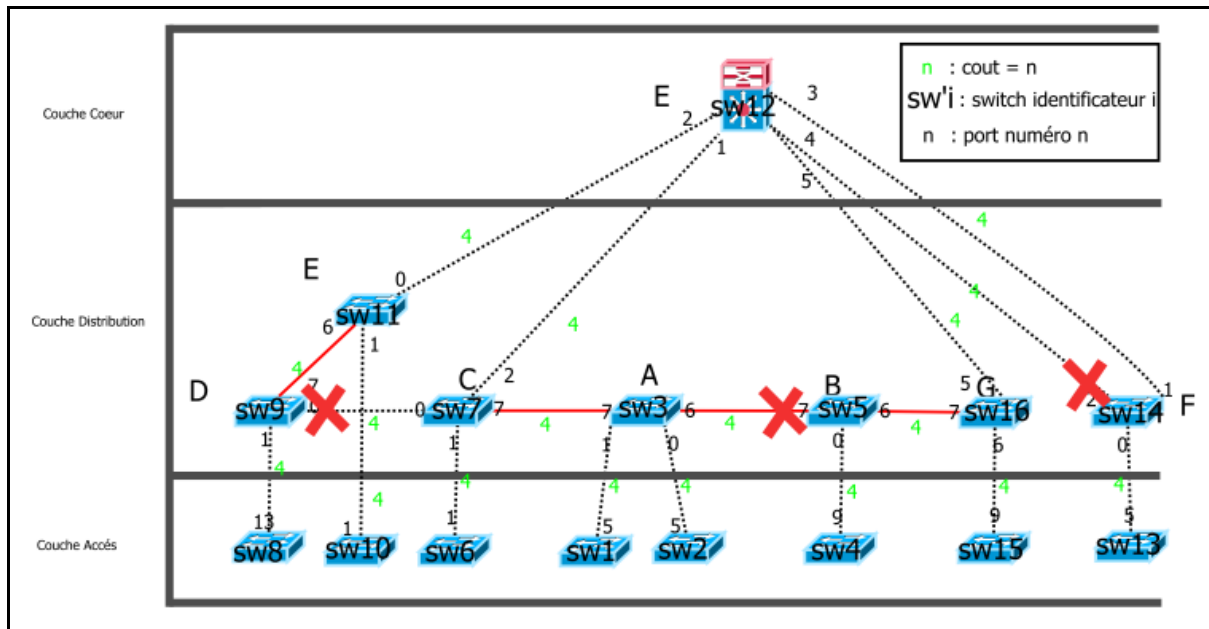 Couche Coeur
E
sw12
3
2
4
1
5
n : cout = n
sw'i : switch identificateur i
n : port numéro n
4
4
4
4
4
E
0
sw11
6
1
Couche Distribution
4
7
D
sw9
1
0
C
2
sw7
7
A
7
sw3
6
B
7
sw5
6
G
5
7
sw16
6
2
1
sw14
F
0
4
4
4
4
1
1
1
0
0
4
4
4
4
4
4
4
4
Couche Accés
13
sw8
1
sw10
1
sw6
5
sw1
5
sw2
9
sw4
9
sw15
5
sw13